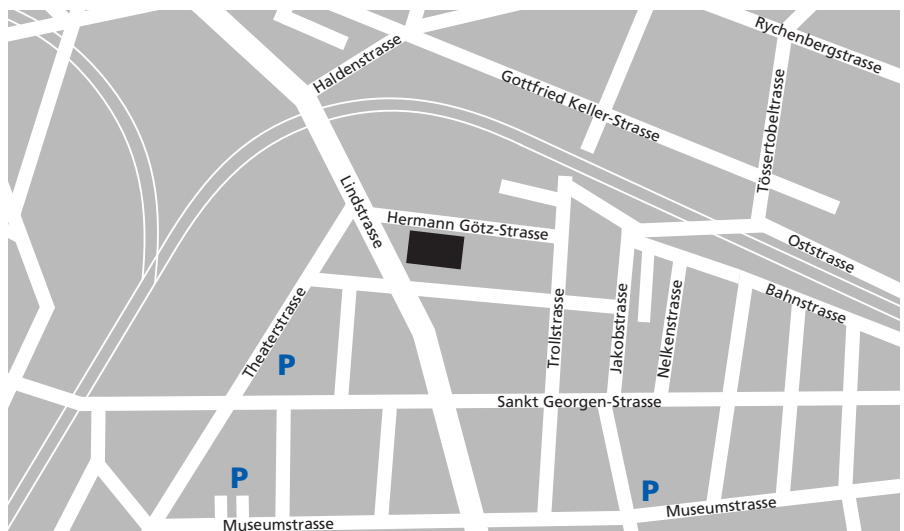 Rychenbergstrasse
Haldenstrasse
Gottfried Keller-Strasse
Tössertobeltrasse
Lindstrasse
Hermann Götz-Strasse
Oststrasse
Bahnstrasse
Theaterstrasse
Trollstrasse
Jakobstrasse
Nelkenstrasse
P
Sankt Georgen-Strasse
P
P
Museumstrasse
Museumstrasse